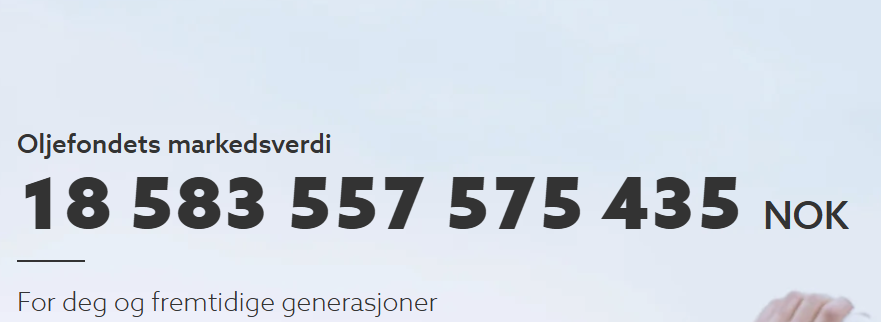 Oljefondets markedsverdi
18 583 557 575 435 NOK
For deg og fremtidige generasjoner